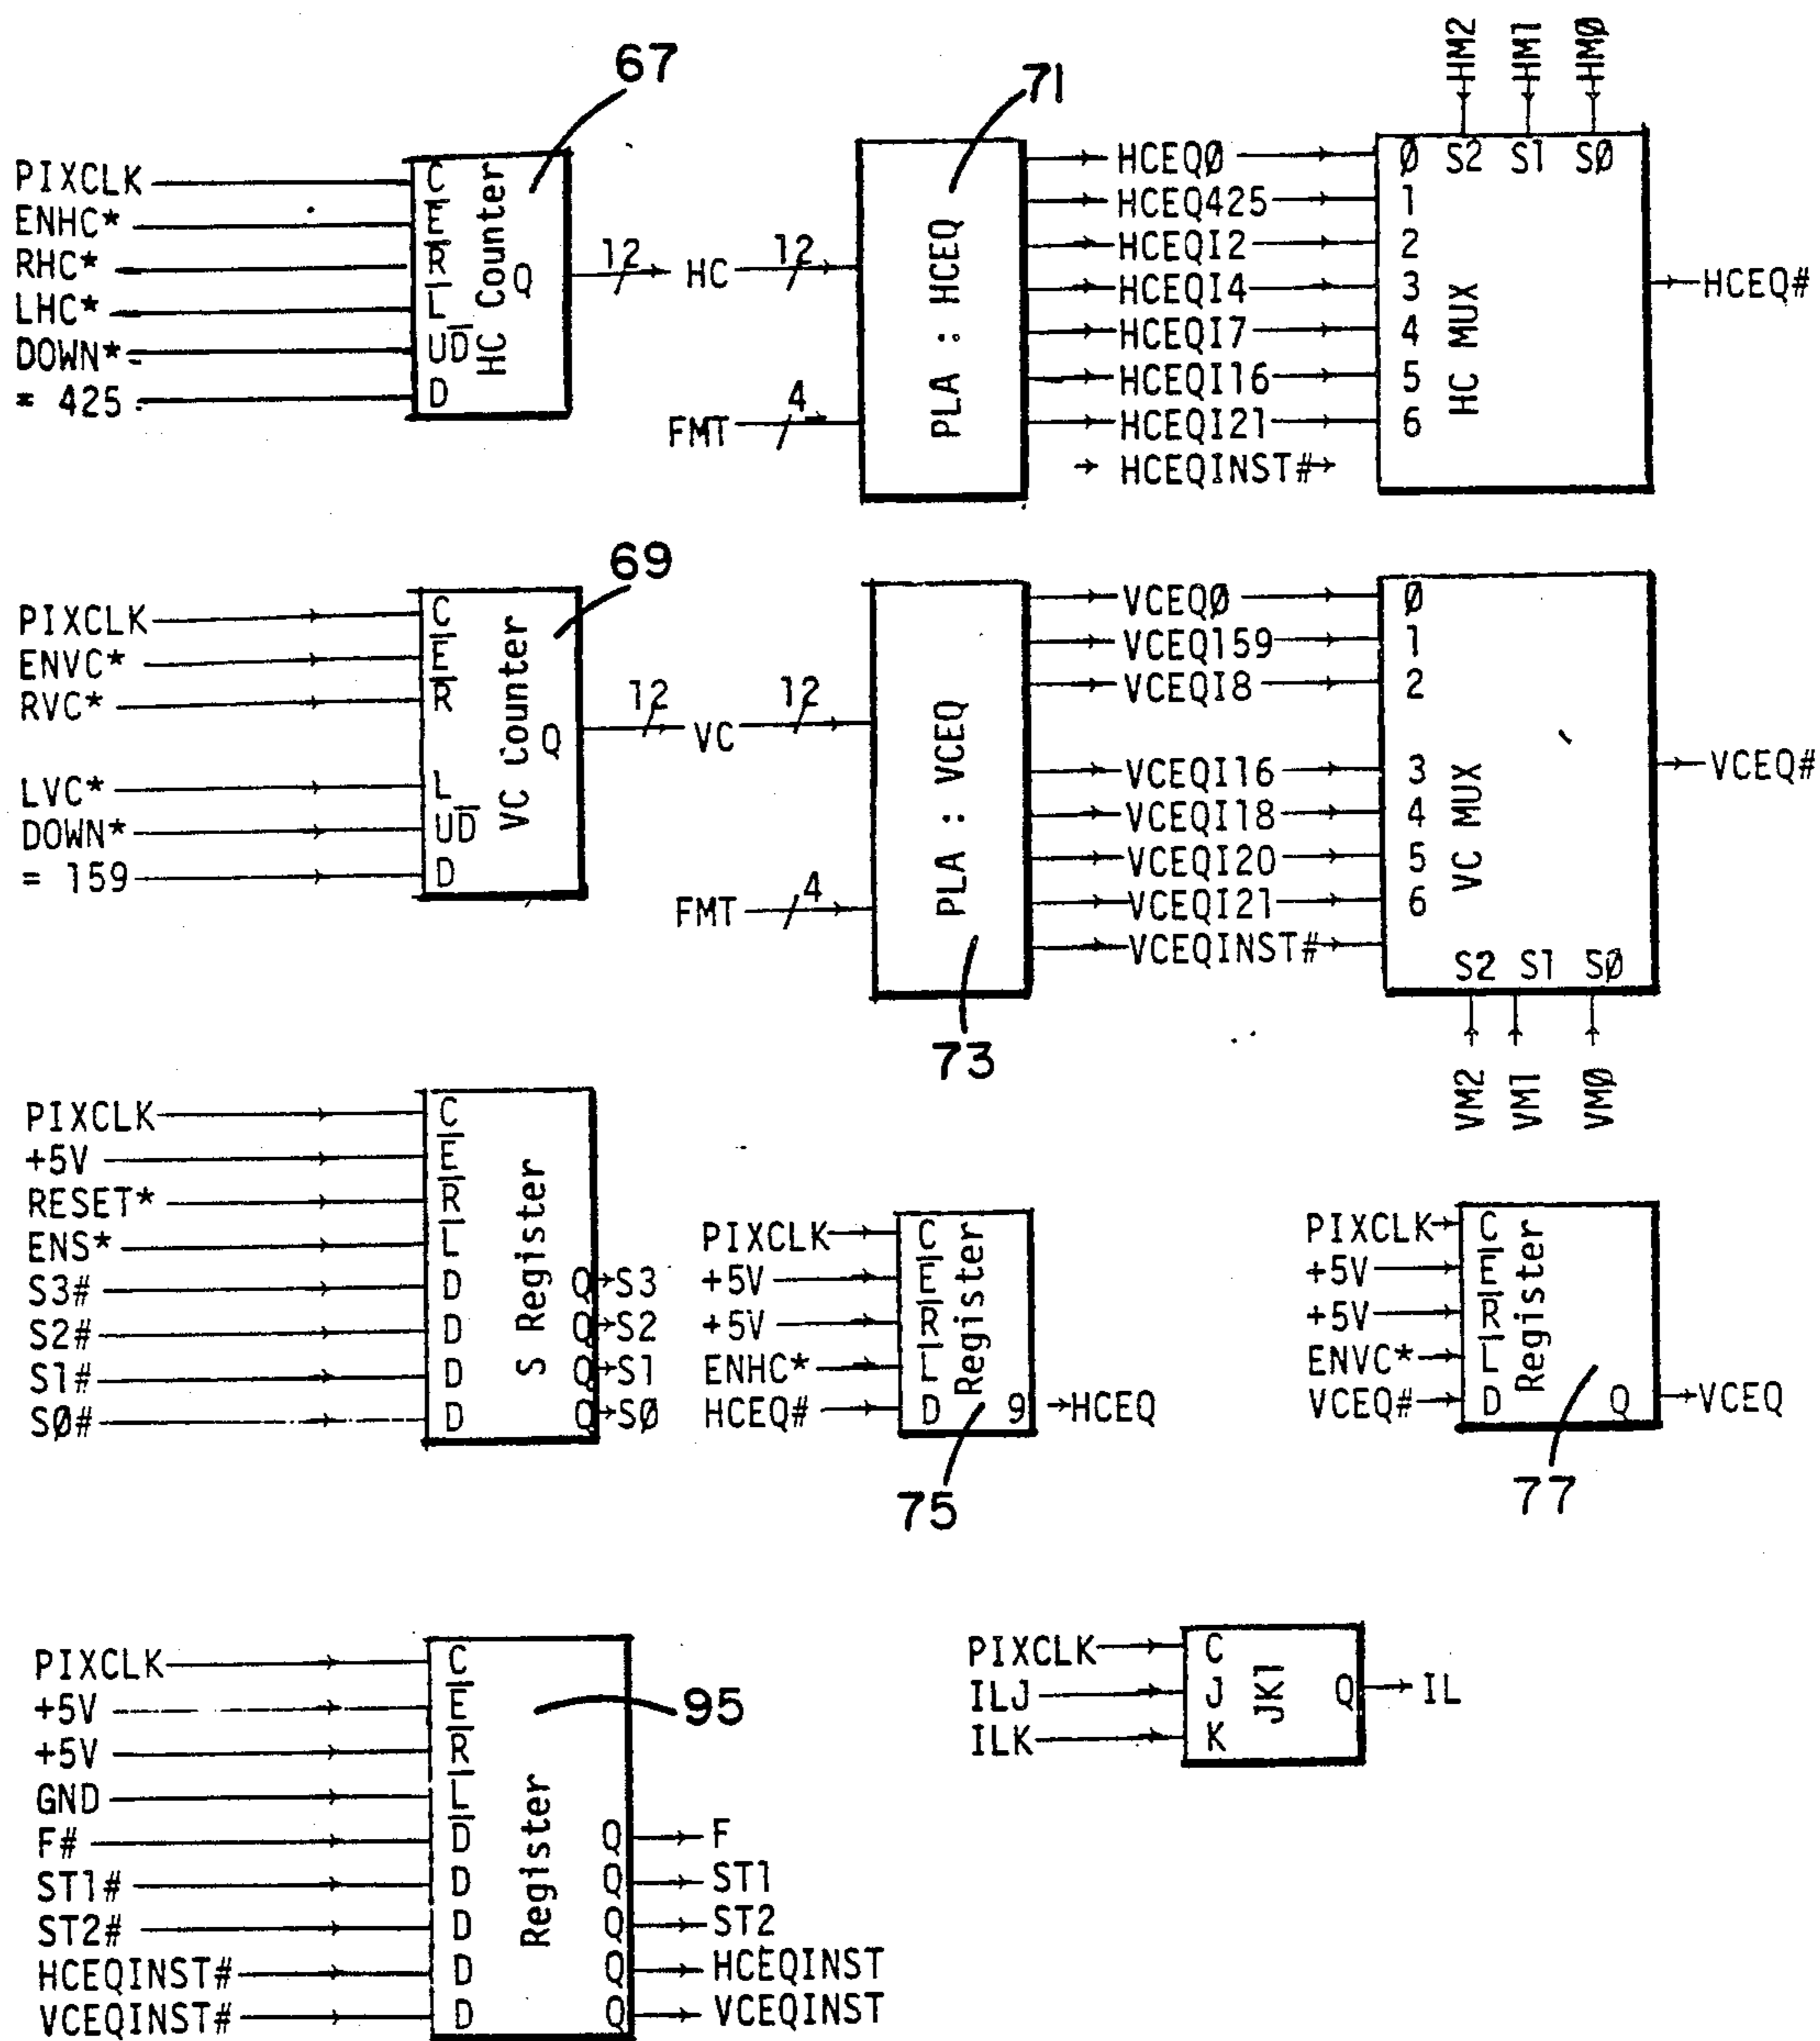 67
PIXCLK
ENHC*
RHC*
LHC*
DOWN*
= 425
C
E
R
L
UD
D
HC Counter
Q
12
HC
12
FMT
4
71
PLA : HCEQ
HCEQØ
HCEQ425
HCEQI2
HCEQI4
HCEQI7
HCEQI16
HCEQI21
HCEQINST#
HM2
HM1
HMØ
S2
S1
SØ
Ø
1
2
3
4
5
6
HC MUX
HCEQ#
69
PIXCLK
ENVC*
RVC*
LVC*
DOWN*
= 159
C
E
R
L
UD
D
VC Counter
Q
12
VC
12
FMT
4
PLA : VCEQ
73
VCEQØ
VCEQ159
VCEQI8
VCEQI16
VCEQI18
VCEQI20
VCEQI21
VCEQINST#
Ø
1
2
3
4
5
6
VC MUX
S2
S1
SØ
VM2
VM1
VMØ
VCEQ#
PIXCLK
+5V
RESET*
ENS*
S3#
S2#
S1#
SØ#
C
E
R
L
D
D
D
D
S Register
Q
Q
Q
Q
S3
S2
S1
SØ
PIXCLK
+5V
+5V
ENHC*
HCEQ#
C
E
R
L
D
Register
9
HCEQ
75
PIXCLK
+5V
+5V
ENVC*
VCEQ#
C
E
R
L
D
Register
Q
VCEQ
77
PIXCLK
+5V
+5V
GND
F#
ST1#
ST2#
HCEQINST#
VCEQINST#
C
E
R
L
D
D
D
D
D
Register
95
Q
Q
Q
Q
Q
F
ST1
ST2
HCEQINST
VCEQINST
PIXCLK
ILJ
ILK
C
J
K
JK1
Q
IL